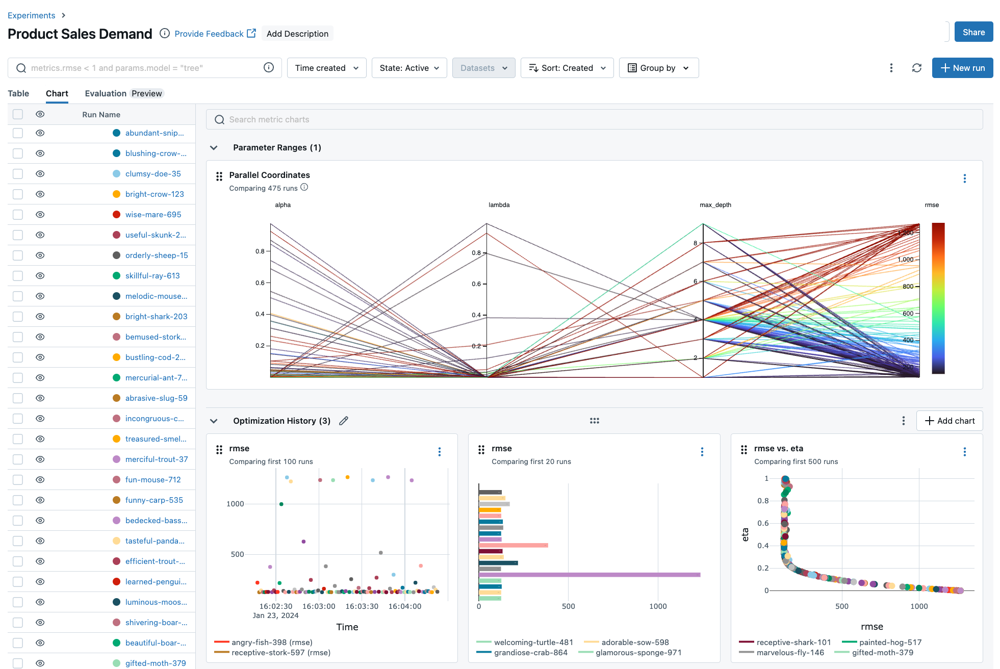 Experiments
Product Sales Demand Provide Feedback Add Description
Share
metrics.rmse < 1 and params.model = "tree" Time created State: Active Datasets Sort: Created Group by New run
Table Chart Evaluation Preview
Run Name
abundant-snip...
blushing-crow-...
clumsy-doe-35
bright-crow-123
wise-mare-695
useful-skunk-2...
orderly-sheep-15
skillful-ray-613
melodic-mouse...
bright-shark-203
bemused-stork...
bustling-cod-2...
mercurial-ant-7...
abrasive-slug-59
incongruous-c...
treasured-smel...
merciful-trout-37
fun-mouse-712
funny-carp-535
bedecked-bass...
tasteful-panda...
efficient-trout-...
learned-pengui...
luminous-moos...
shivering-boar-...
beautiful-boar-...
gifted-moth-379
Search metric charts
Parameter Ranges (1)
Parallel Coordinates
Comparing 475 runs
alpha lambda max_depth rmse
0.8
0.6
0.4
0.2
0.8
0.6
0.4
0.2
8
6
4
2
1,200
1,000
800
600
400
200
Optimization History (3)
Add chart
rmse
Comparing first 100 runs
1000
500
16:02:30 16:03:00 16:03:30 16:04:00
Jan 23, 2024
Time
angry-fish-398 (rmse)
receptive-stork-597 (rmse)
rmse
Comparing first 20 runs
0 500 1000
welcoming-turtle-481 adorable-sow-598
grandiose-crab-864 glamorous-sponge-971
rmse vs. eta
Comparing first 500 runs
eta
1
0.8
0.6
0.4
0.2
0
500 1000
rmse
receptive-shark-101 painted-hog-517
marvelous-fly-146 gifted-moth-379